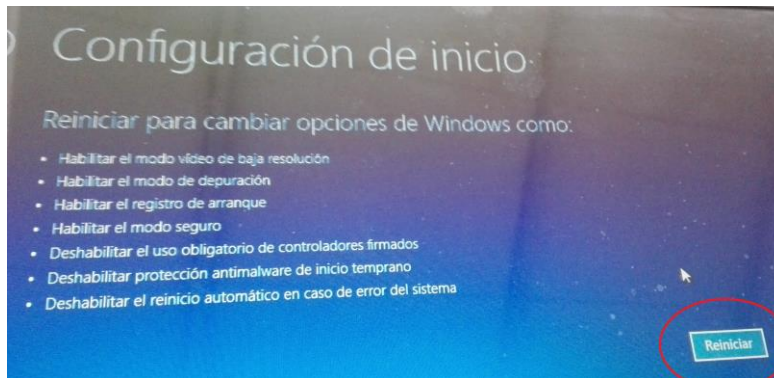 Configuración de inicio
Reiniciar para cambiar opciones de Windows como:
• Habilitar el modo vídeo de baja resolución
• Habilitar el modo de depuración
• Habilitar el registro de arranque
• Habilitar el modo seguro
• Deshabilitar el uso obligatorio de controladores firmados
• Deshabilitar protección antimalware de inicio temprano
• Deshabilitar el reinicio automático en caso de error del sistema
Reiniciar